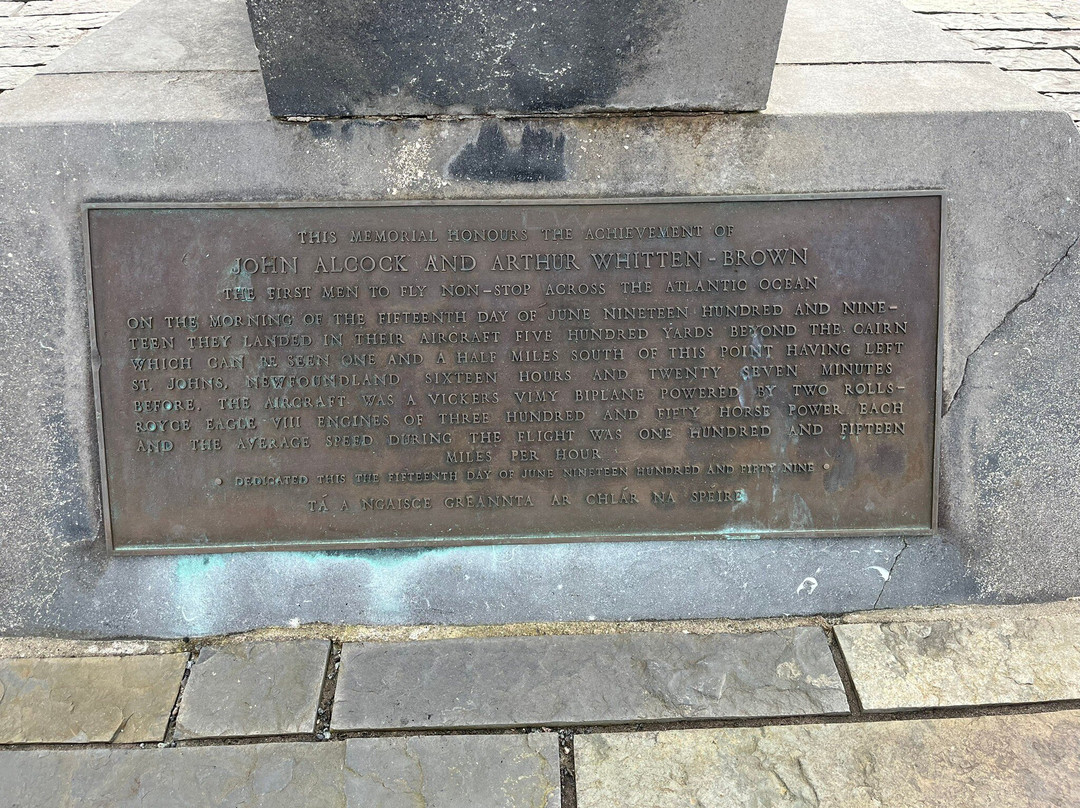 THIS MEMORIAL HONOURS THE ACHIEVEMENT OF
JOHN ALCOCK AND ARTHUR WHITTEN-BROWN
THE FIRST MEN TO FLY NON-STOP ACROSS THE ATLANTIC OCEAN
ON THE MORNING OF THE FIFTEENTH DAY OF JUNE NINETEEN HUNDRED AND NINE-
TEEN THEY LANDED IN THEIR AIRCRAFT FIVE HUNDRED YARDS BEYOND THE CAIRN
WHICH CAN BE SEEN ONE AND A HALF MILES SOUTH OF THIS POINT HAVING LEFT
ST. JOHNS, NEWFOUNDLAND SIXTEEN HOURS AND TWENTY SEVEN MINUTES
BEFORE. THE AIRCRAFT WAS A VICKERS VIMY BIPLANE POWERED BY TWO ROLLS-
ROYCE EAGLE VIII ENGINES OF THREE HUNDRED AND FIFTY HORSE POWER EACH
AND THE AVERAGE SPEED DURING THE FLIGHT WAS ONE HUNDRED AND FIFTEEN
MILES PER HOUR
• DEDICATED THIS THE FIFTEENTH DAY OF JUNE NINETEEN HUNDRED AND FIFTY NINE •
TÁ A NGAISCE GREANNTA AR CHLÁR NA SPEIRE